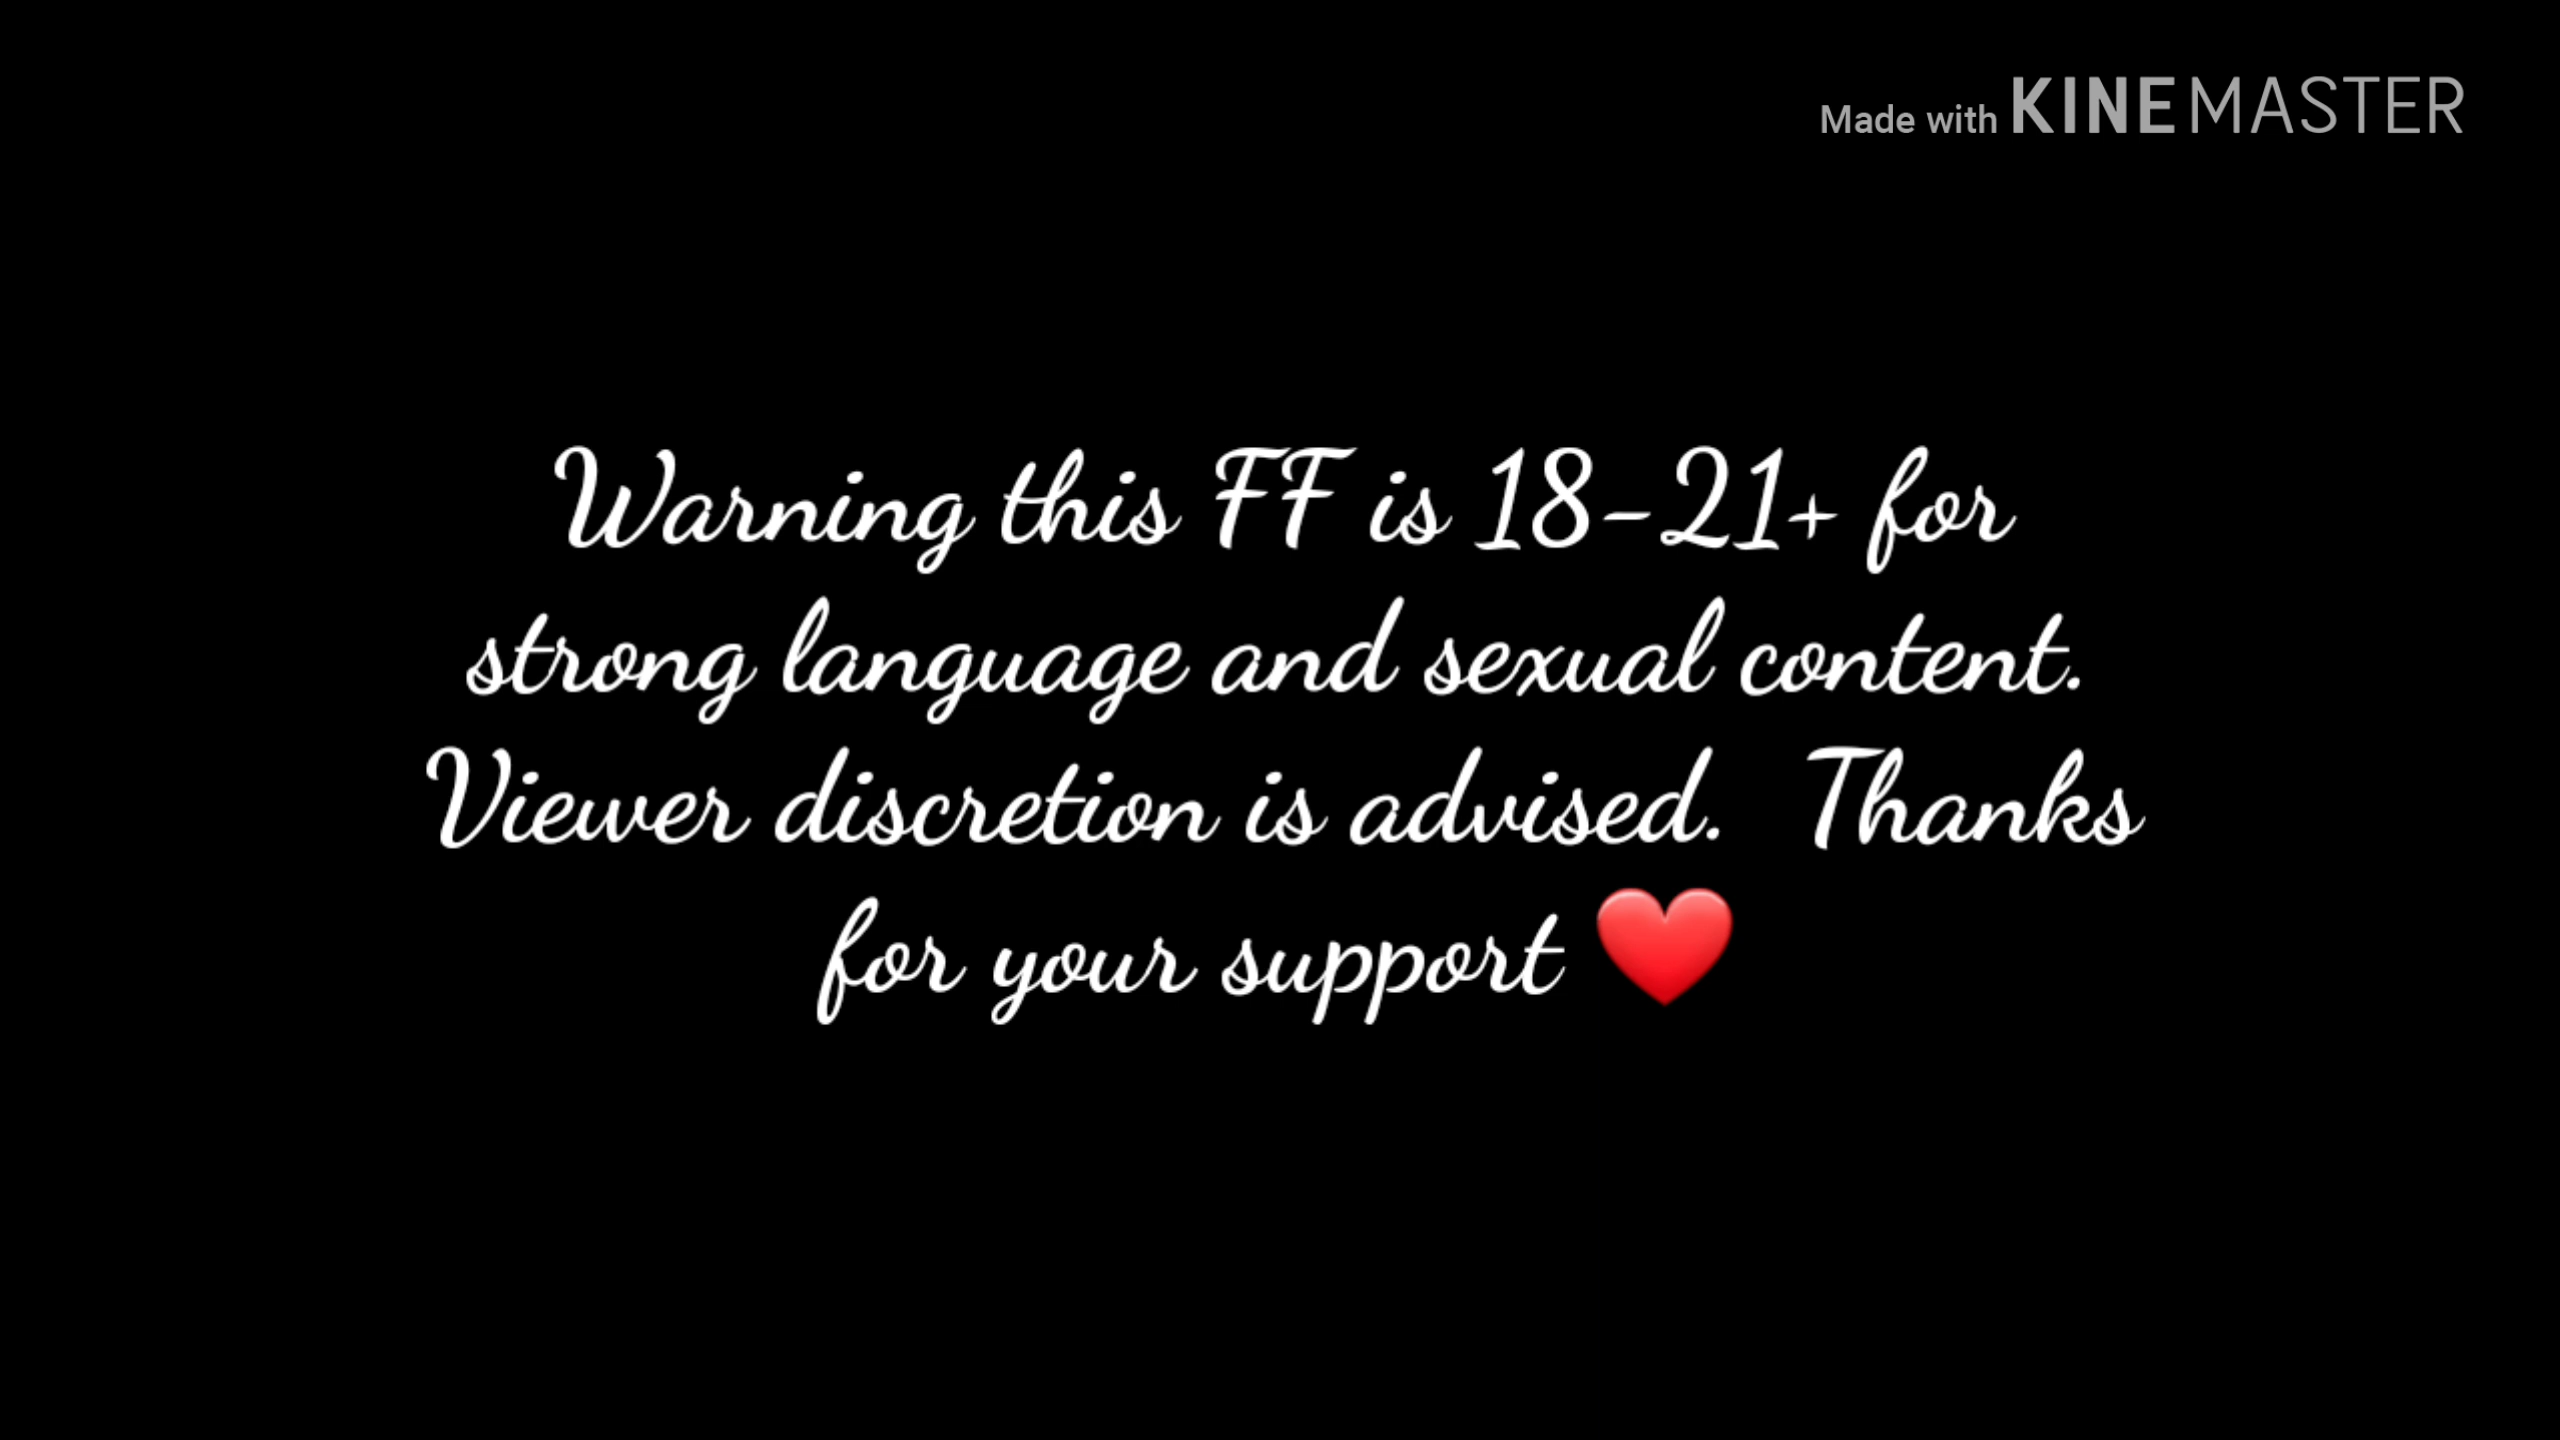 Made with KINEMASTER
Warning this FF is 18-21+ for
strong language and sexual content.
Viewer discretion is advised.  Thanks
for your support ❤️